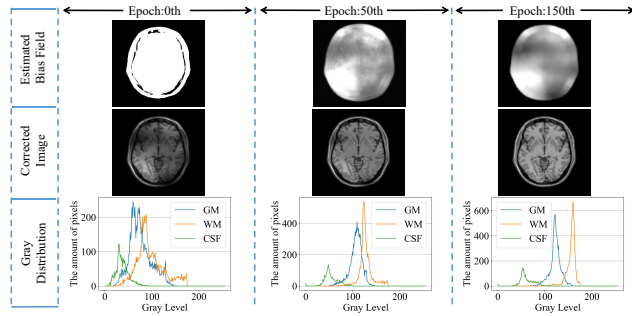 Epoch:0th
Epoch:50th
Epoch:150th
Estimated
Bias Field
Corrected
Image
Gray
Distribution
The amount of pixels
200
100
0
GM
WM
CSF
0
100
200
Gray Level
The amount of pixels
400
200
0
GM
WM
CSF
0
100
200
Gray Level
The amount of pixels
600
400
200
0
GM
WM
CSF
0
100
200
Gray Level